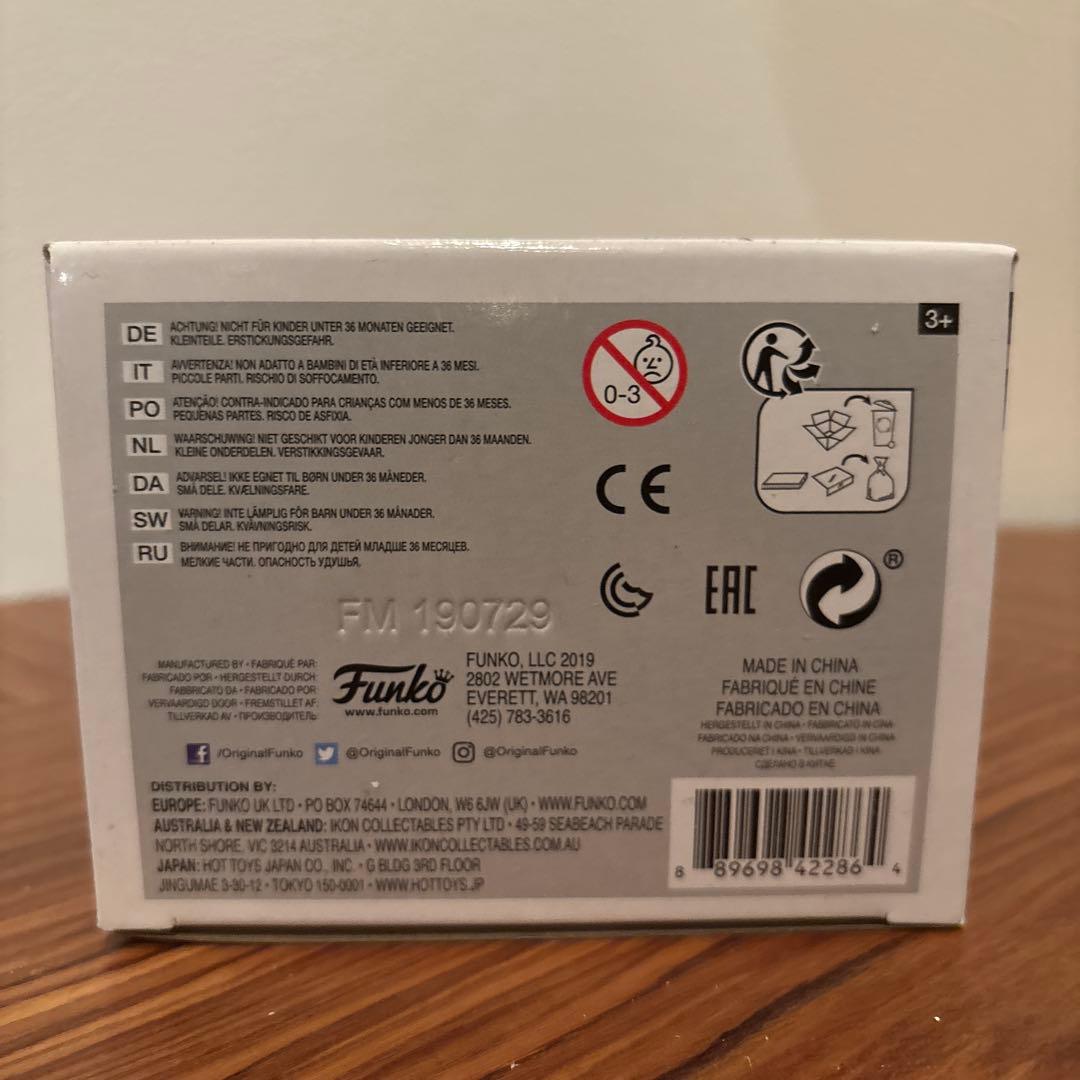 DE ACHTUNG! NICHT FÜR KINDER UNTER 36 MONATEN GEEIGNET.
KLEINTEILE. ERSTICKUNGSGEFAHR.
IT AVVERTENZA! NON ADATTO A BAMBINI DI ETÀ INFERIORE A 36 MESI.
PICCOLE PARTI. RISCHIO DI SOFFOCAMENTO.
PO ATENÇÃO! CONTRA-INDICADO PARA CRIANÇAS COM MENOS DE 36 MESES.
PEQUENAS PARTES. RISCO DE ASFIXIA.
NL WAARSCHUWING! NIET GESCHIKT VOOR KINDEREN JONGER DAN 36 MAANDEN.
KLEINE ONDERDELEN. VERSTIKKINGSGEVAAR.
DA ADVARSEL! IKKE EGNET TIL BØRN UNDER 36 MÅNEDER.
SMÅ DELE. KVÆLNINGSFARE.
SW VARNING! INTE LÄMPLIG FÖR BARN UNDER 36 MÅNADER.
SMÅ DELAR. KVÄVNINGSRISK.
RU ВНИМАНИЕ! НЕ ПРИГОДНО ДЛЯ ДЕТЕЙ МЛАДШЕ 36 МЕСЯЦЕВ.
МЕЛКИЕ ЧАСТИ. ОПАСНОСТЬ УДУШЬЯ.
0-3
3+
CE
EAC
®
FM 190729
MANUFACTURED BY • FABRIQUÉ PAR:
FABRICADO POR • HERGESTELLT DURCH:
FABBRICATO DA • FABRICADO POR:
VERVAARDIGD DOOR • FREMSTILLET AF:
TILLVERKAD AV • ПРОИЗВОДИТЕЛЬ:
Funko
www.funko.com
FUNKO, LLC 2019
2802 WETMORE AVE
EVERETT, WA 98201
(425) 783-3616
MADE IN CHINA
FABRIQUÉ EN CHINE
FABRICADO EN CHINA
HERGESTELLT IN CHINA • FABBRICATO IN CINA
FABRICADO NA CHINA • VERVAARDIGD IN CHINA
PRODUCERET I KINA • TILLVERKAD I KINA
СДЕЛАНО В КИТАЕ
f /OriginalFunko @OriginalFunko @OriginalFunko
DISTRIBUTION BY:
EUROPE: FUNKO UK LTD • PO BOX 74644 • LONDON, W6 6JW (UK) • WWW.FUNKO.COM
AUSTRALIA & NEW ZEALAND: IKON COLLECTABLES PTY LTD • 49-59 SEABEACH PARADE
NORTH SHORE, VIC 3214 AUSTRALIA • WWW.IKONCOLLECTABLES.COM.AU
JAPAN: HOT TOYS JAPAN CO., INC. • G BLDG 3RD FLOOR
JINGUMAE 3-30-12 • TOKYO 150-0001 • WWW.HOTTOYS.JP
8 89698 42286 4